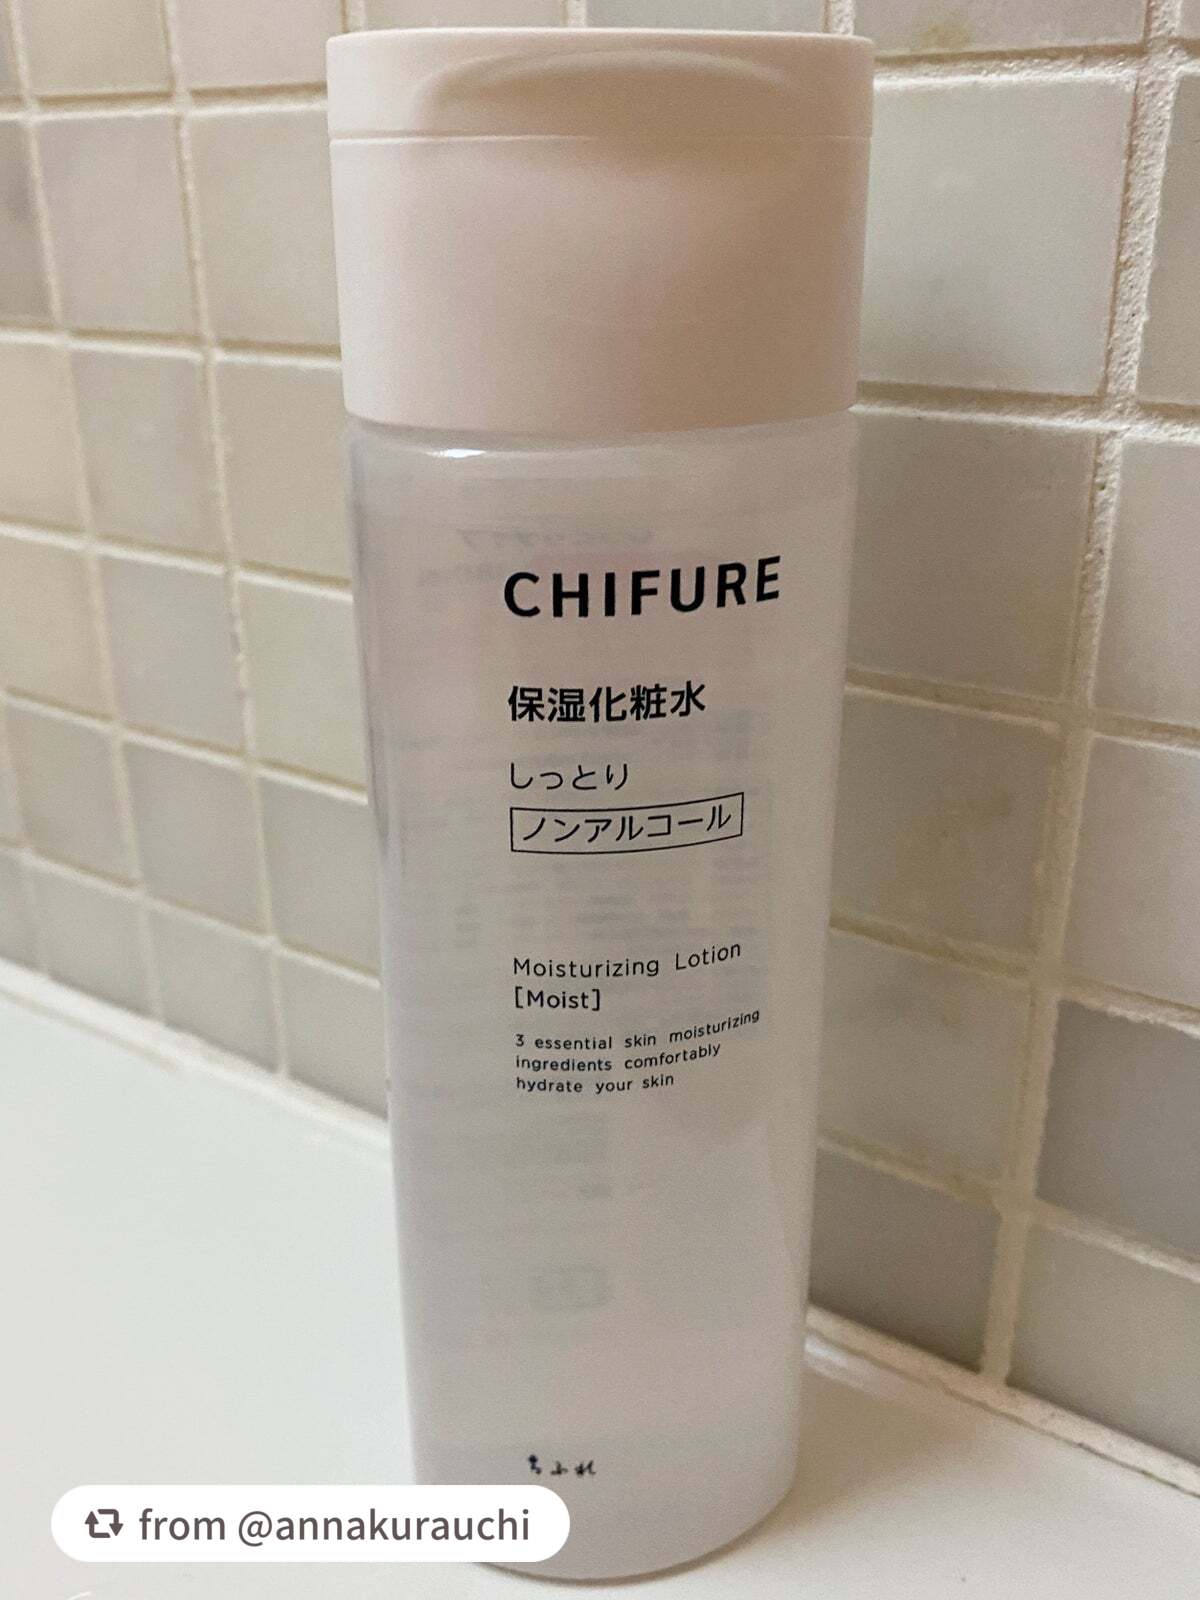 CHIFURE
保湿化粧水
しっとり
ノンアルコール
Moisturizing Lotion
[Moist]
3 essential skin moisturizing
ingredients comfortably
hydrate your skin
ちふれ
from @annakurauchi